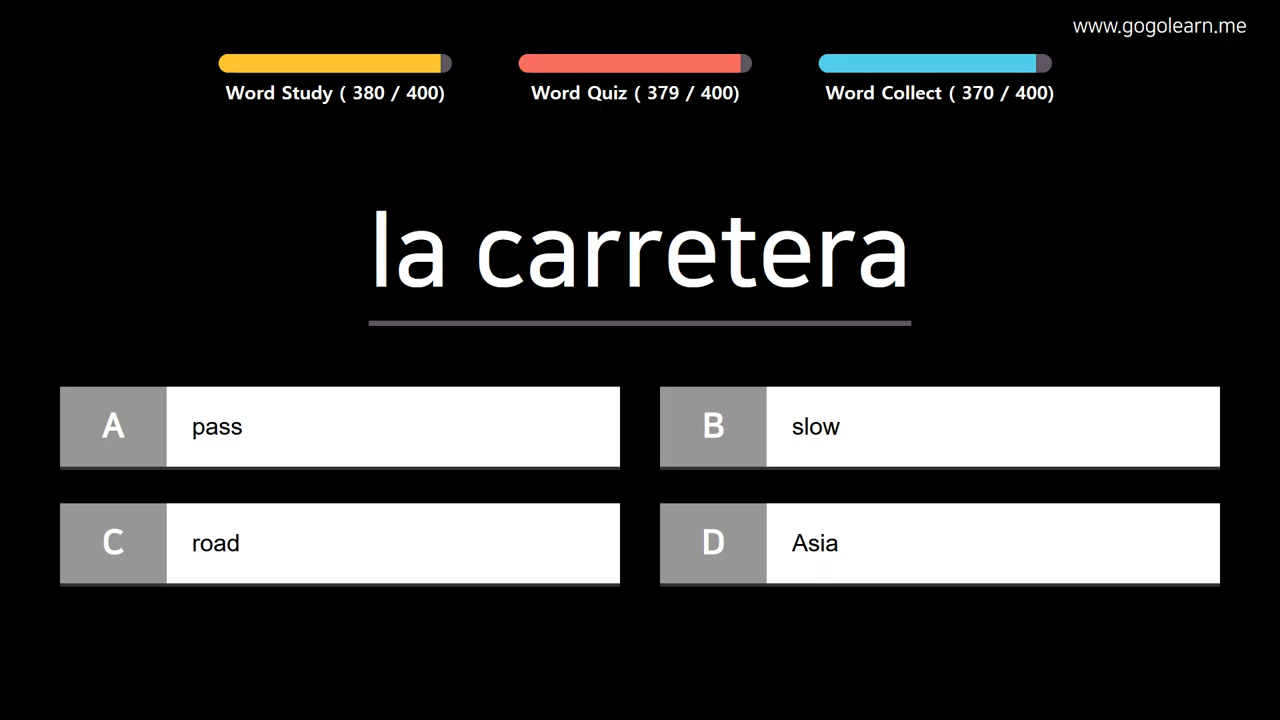 www.gogolearn.me
Word Study ( 380 / 400)
Word Quiz ( 379 / 400)
Word Collect ( 370 / 400)
la carretera
A pass
B slow
C road
D Asia